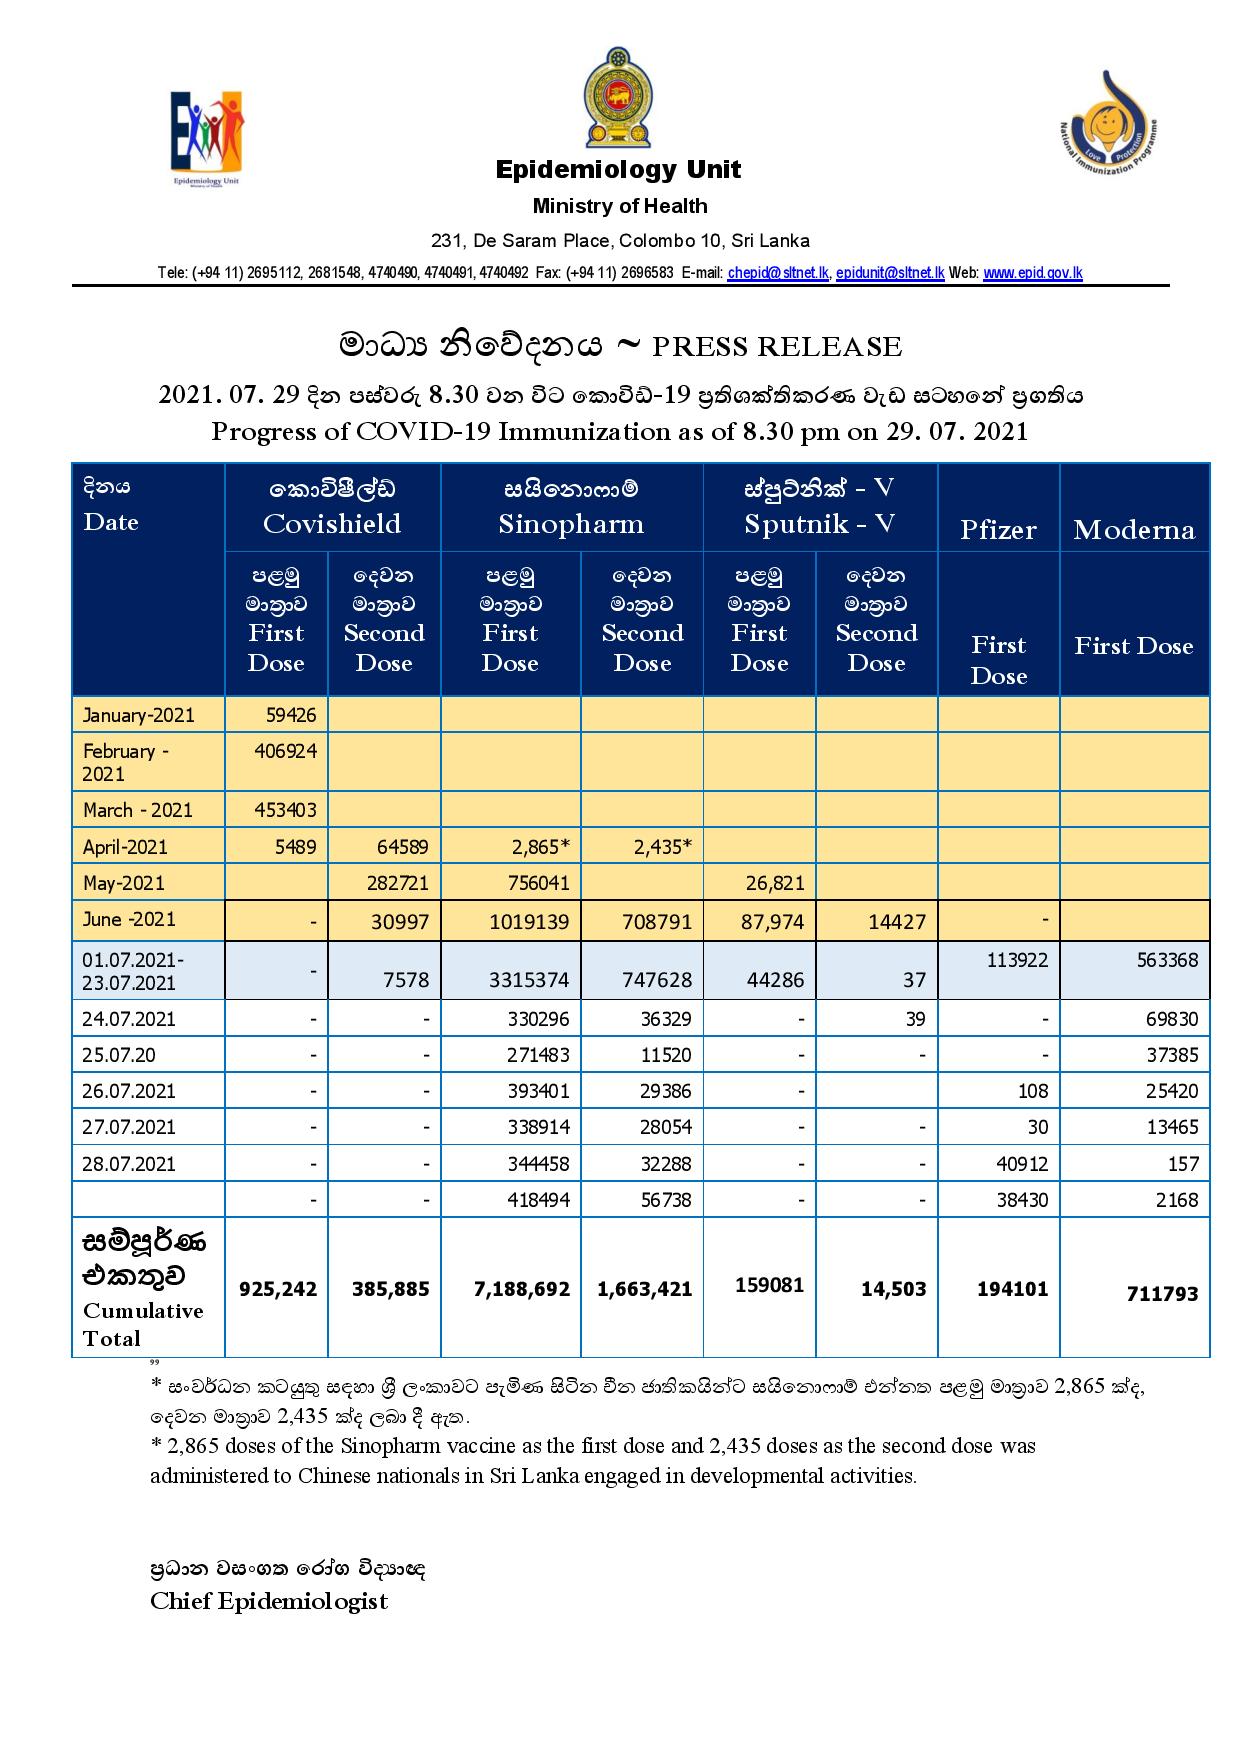 Epidemiology Unit
Ministry of Health
National Immunization Programme
Love Protection
Epidemiology Unit
Ministry of Health
231, De Saram Place, Colombo 10, Sri Lanka
Tele: (+94 11) 2695112, 2681548, 4740490, 4740491, 4740492 Fax: (+94 11) 2696583 E-mail: chepid@sltnet.lk, epidunit@sltnet.lk Web: www.epid.gov.lk
මාධ්‍ය නිවේදනය ~ PRESS RELEASE
2021. 07. 29 දින පස්වරු 8.30 වන විට කොවිඩ්-19 ප්‍රතිශක්තිකරණ වැඩ සටහනේ ප්‍රගතිය
Progress of COVID-19 Immunization as of 8.30 pm on 29. 07. 2021
දිනය කොවිෂීල්ඩ් සයිනොෆාම් ස්පුට්නික් - V
Date Covishield Sinopharm Sputnik - V Pfizer Moderna
පළමු දෙවන පළමු දෙවන පළමු දෙවන
මාත්‍රාව මාත්‍රාව මාත්‍රාව මාත්‍රාව මාත්‍රාව මාත්‍රාව
First Second First Second First Second First First Dose
Dose Dose Dose Dose Dose Dose Dose
January-2021 59426
February - 406924
2021
March - 2021 453403
April-2021 5489 64589 2,865* 2,435*
May-2021 282721 756041 26,821
June -2021 - 30997 1019139 708791 87,974 14427 -
01.07.2021- - 7578 3315374 747628 44286 37 113922 563368
23.07.2021
24.07.2021 - - 330296 36329 - 39 - 69830
25.07.20 - - 271483 11520 - - - 37385
26.07.2021 - - 393401 29386 - 108 25420
27.07.2021 - - 338914 28054 - - 30 13465
28.07.2021 - - 344458 32288 - - 40912 157
- - 418494 56738 - - 38430 2168
සම්පූර්ණ
එකතුව 925,242 385,885 7,188,692 1,663,421 159081 14,503 194101 711793
Cumulative
Total
”
* සංවර්ධන කටයුතු සඳහා ශ්‍රී ලංකාවට පැමිණ සිටින චීන ජාතිකයින්ට සයිනොෆාම් එන්නත පළමු මාත්‍රාව 2,865 ක්ද,
දෙවන මාත්‍රාව 2,435 ක්ද ලබා දී ඇත.
* 2,865 doses of the Sinopharm vaccine as the first dose and 2,435 doses as the second dose was
administered to Chinese nationals in Sri Lanka engaged in developmental activities.
ප්‍රධාන වසංගත රෝග විද්‍යාඥ
Chief Epidemiologist